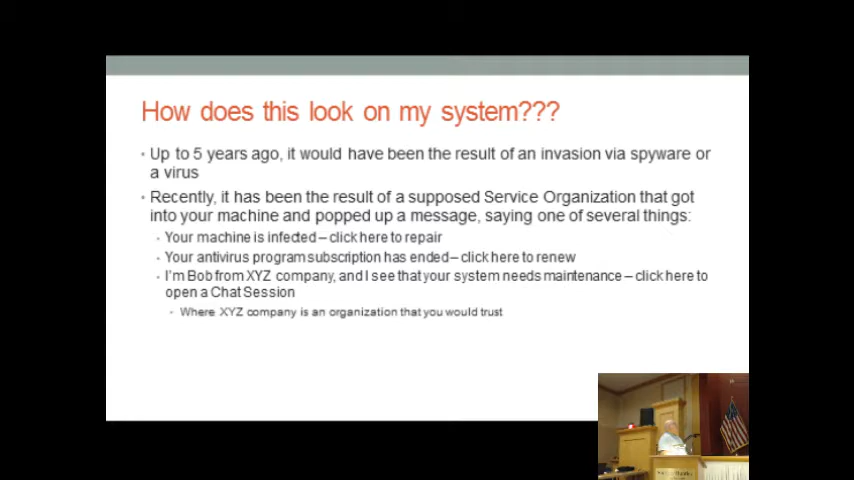 How does this look on my system???
Up to 5 years ago, it would have been the result of an invasion via spyware or
a virus
Recently, it has been the result of a supposed Service Organization that got
into your machine and popped up a message, saying one of several things:
Your machine is infected – click here to repair
Your antivirus program subscription has ended – click here to renew
I'm Bob from XYZ company, and I see that your system needs maintenance – click here to
open a Chat Session
Where XYZ company is an organization that you would trust